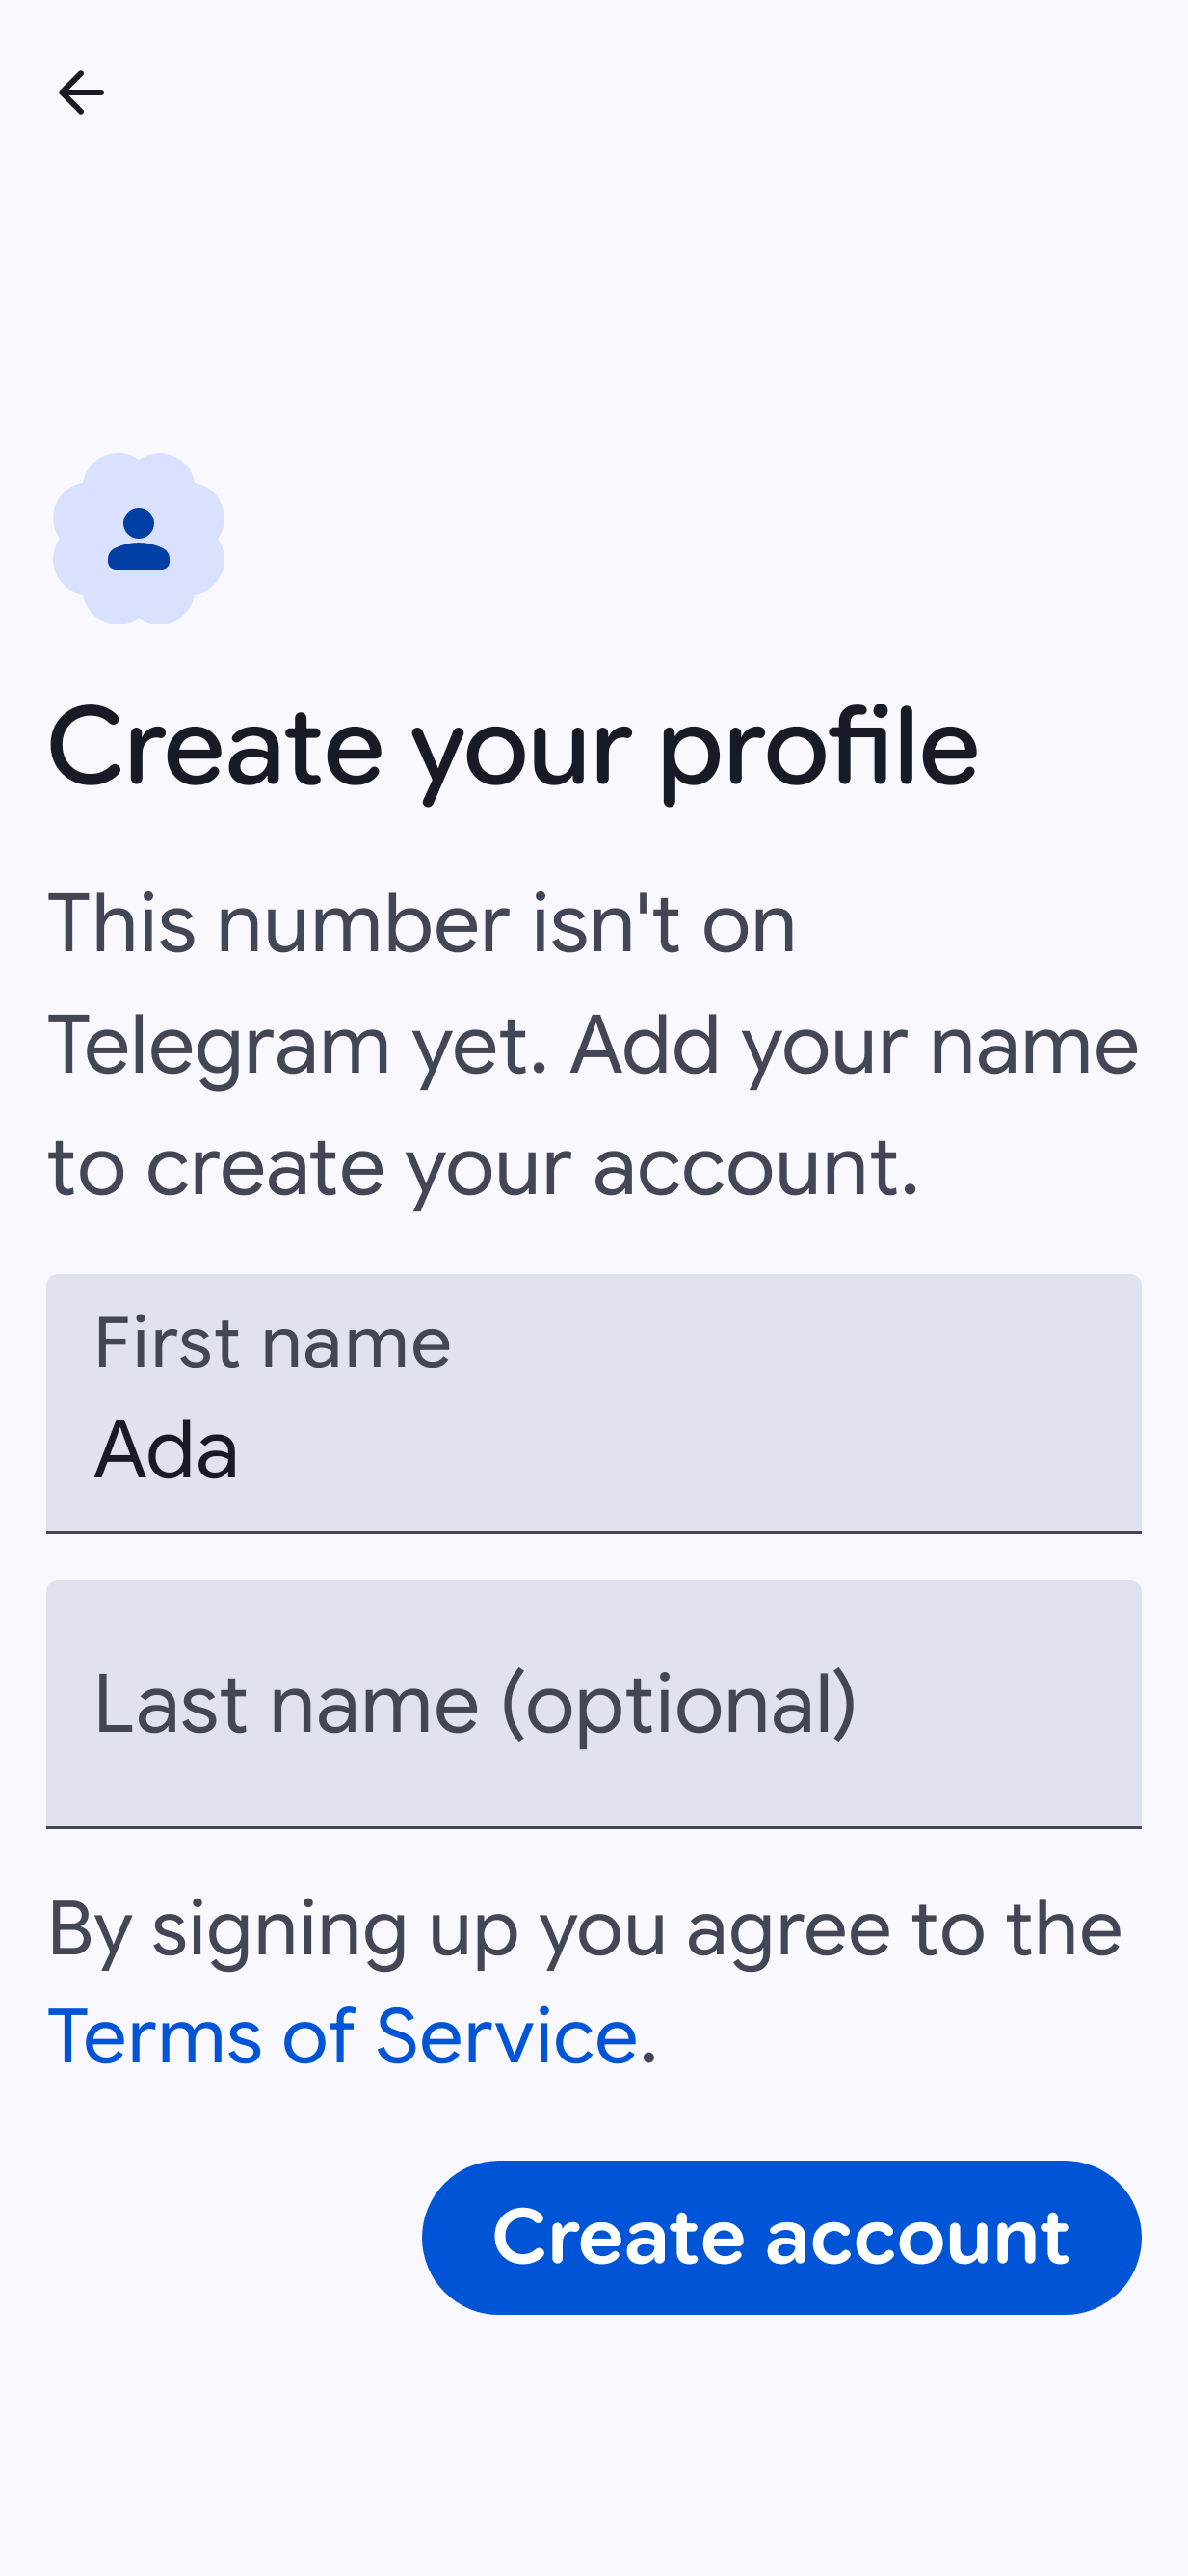 Create your profile
This number isn't on
Telegram yet. Add your name
to create your account.
First name
Ada
Last name (optional)
By signing up you agree to the
Terms of Service.
Create account